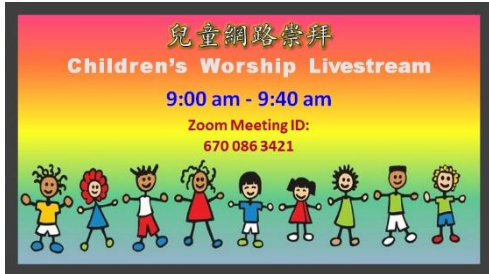 兒童網路崇拜
Children's Worship Livestream
9:00 am - 9:40 am
Zoom Meeting ID:
670 086 3421